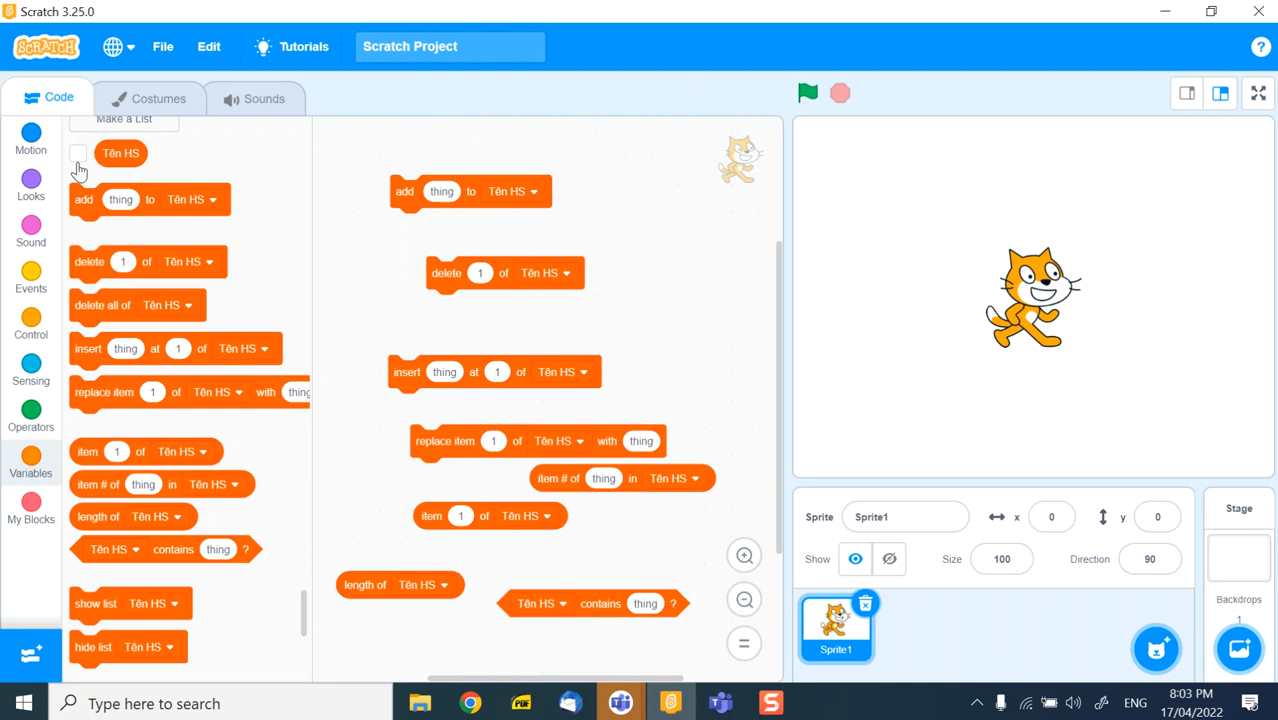 Scratch 3.25.0
SCRATCH
File
Edit
Tutorials
Scratch Project
?
Code
Costumes
Sounds
Make a List
Motion
Looks
Sound
Events
Control
Sensing
Operators
Variables
My Blocks
Tên HS
add thing to Tên HS
delete 1 of Tên HS
delete all of Tên HS
insert thing at 1 of Tên HS
replace item 1 of Tên HS with thing
item 1 of Tên HS
item # of thing in Tên HS
length of Tên HS
Tên HS contains thing ?
show list Tên HS
hide list Tên HS
add thing to Tên HS
delete 1 of Tên HS
insert thing at 1 of Tên HS
replace item 1 of Tên HS with thing
item # of thing in Tên HS
item 1 of Tên HS
length of Tên HS
Tên HS contains thing ?
Sprite Sprite1 x 0 y 0
Show Size 100 Direction 90
Sprite1
Stage
Backdrops
1
Type here to search
PDF
ENG
8:03 PM
17/04/2022